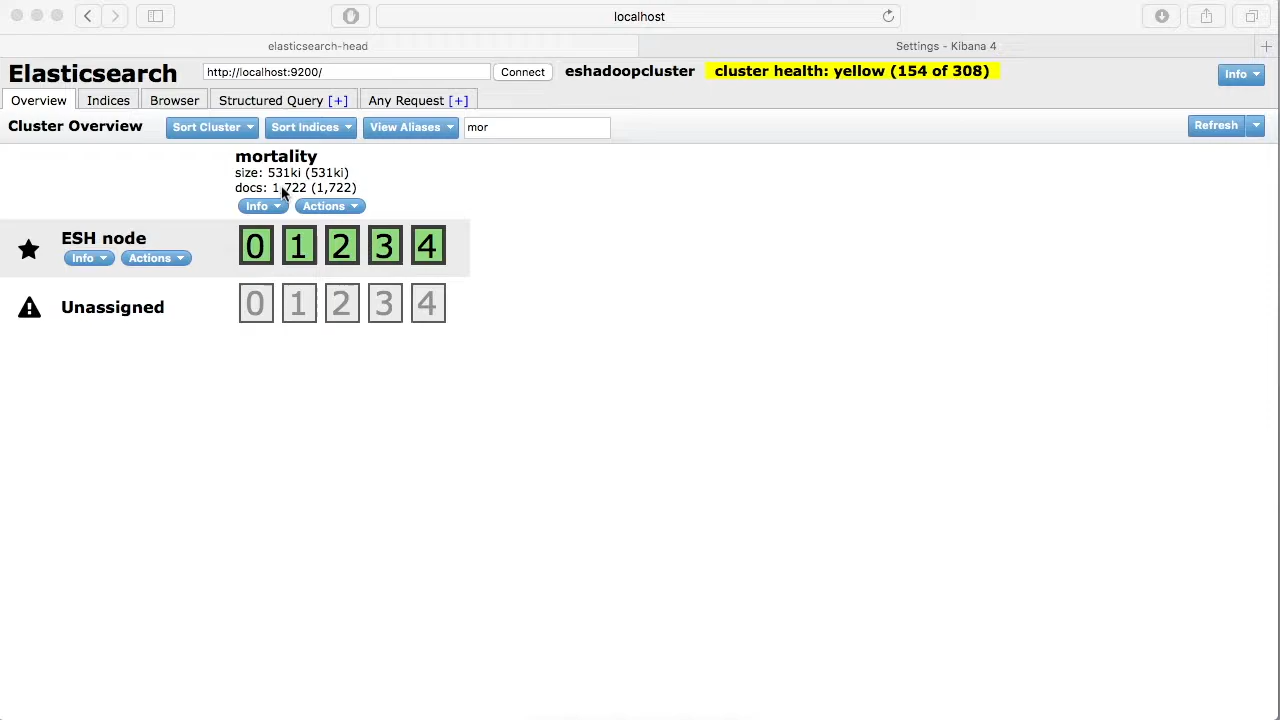 localhost
elasticsearch-head
Settings - Kibana 4
Elasticsearch
http://localhost:9200/
Connect
eshadoopcluster
cluster health: yellow (154 of 308)
Info
Overview
Indices
Browser
Structured Query [+]
Any Request [+]
Cluster Overview
Sort Cluster
Sort Indices
View Aliases
mor
Refresh
mortality
size: 531ki (531ki)
docs: 1,722 (1,722)
Info
Actions
ESH node
Info
Actions
0 1 2 3 4
Unassigned
0 1 2 3 4